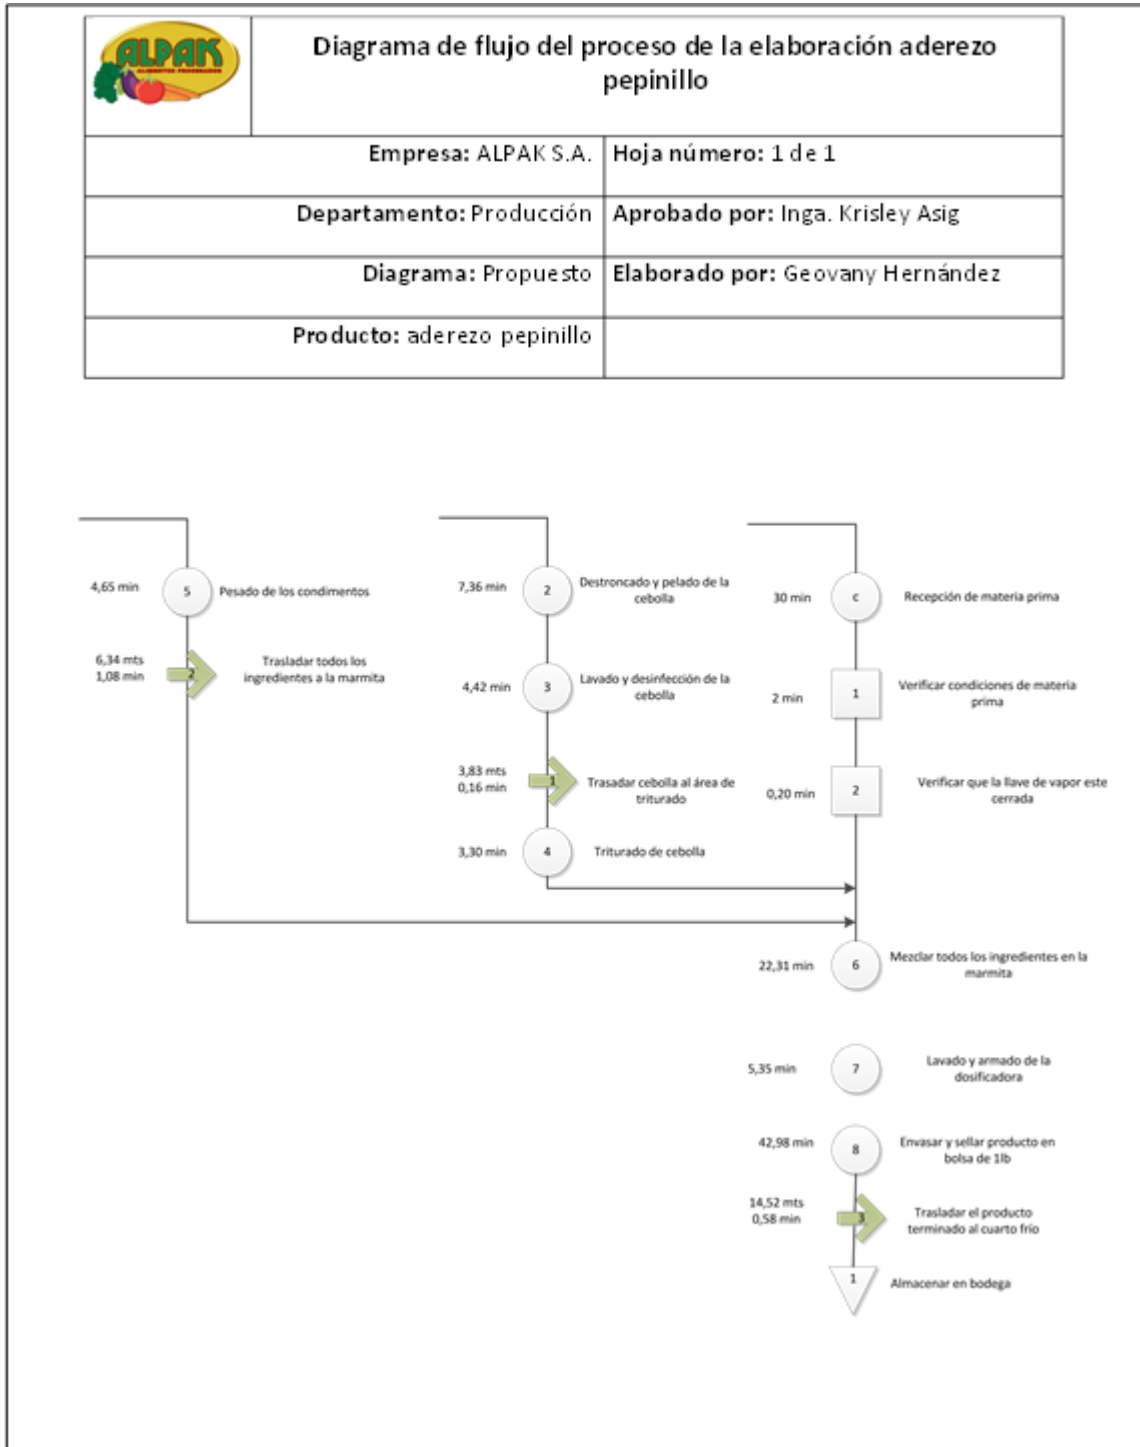 ALPAK
ALIMENTOS PROCESADOS
Diagrama de flujo del proceso de la elaboración aderezo
pepinillo
Empresa: ALPAK S.A.
Hoja número: 1 de 1
Departamento: Producción
Aprobado por: Inga. Krisley Asig
Diagrama: Propuesto
Elaborado por: Geovany Hernández
Producto: aderezo pepinillo
4,65 min
5
Pesado de los condimentos
6,34 mts
1,08 min
2
Trasladar todos los
ingredientes a la marmita
7,36 min
2
Destroncado y pelado de la
cebolla
4,42 min
3
Lavado y desinfección de la
cebolla
3,83 mts
0,16 min
1
Trasadar cebolla al área de
triturado
3,30 min
4
Triturado de cebolla
30 min
c
Recepción de materia prima
2 min
1
Verificar condiciones de materia
prima
0,20 min
2
Verificar que la llave de vapor este
cerrada
22,31 min
6
Mezclar todos los ingredientes en la
marmita
5,35 min
7
Lavado y armado de la
dosificadora
42,98 min
8
Envasar y sellar producto en
bolsa de 1lb
14,52 mts
0,58 min
3
Trasladar el producto
terminado al cuarto frío
1
Almacenar en bodega